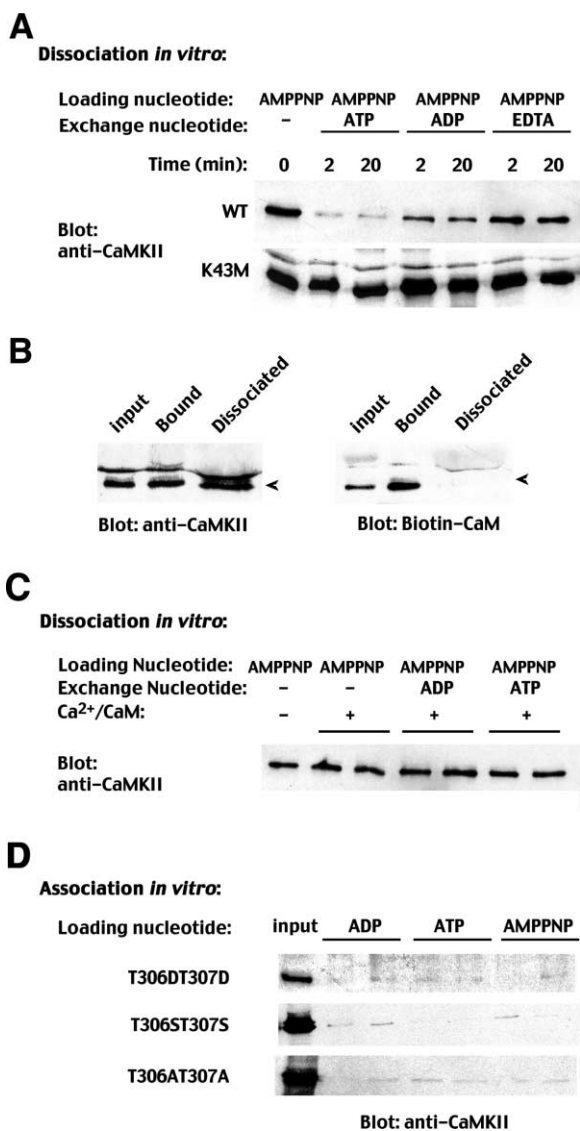 A
Dissociation in vitro:
Loading nucleotide: AMPPNP AMPPNP AMPPNP AMPPNP
Exchange nucleotide: – ATP ADP EDTA
Time (min): 0 2 20 2 20 2 20
WT
Blot:
anti-CaMKII
K43M
B
input Bound Dissociated input Bound Dissociated
Blot: anti-CaMKII Blot: Biotin-CaM
C
Dissociation in vitro:
Loading Nucleotide: AMPPNP AMPPNP AMPPNP AMPPNP
Exchange Nucleotide: – – ADP ATP
Ca2+/CaM: – + + +
Blot:
anti-CaMKII
D
Association in vitro:
Loading nucleotide: input ADP ATP AMPPNP
T306DT307D
T306ST307S
T306AT307A
Blot: anti-CaMKII